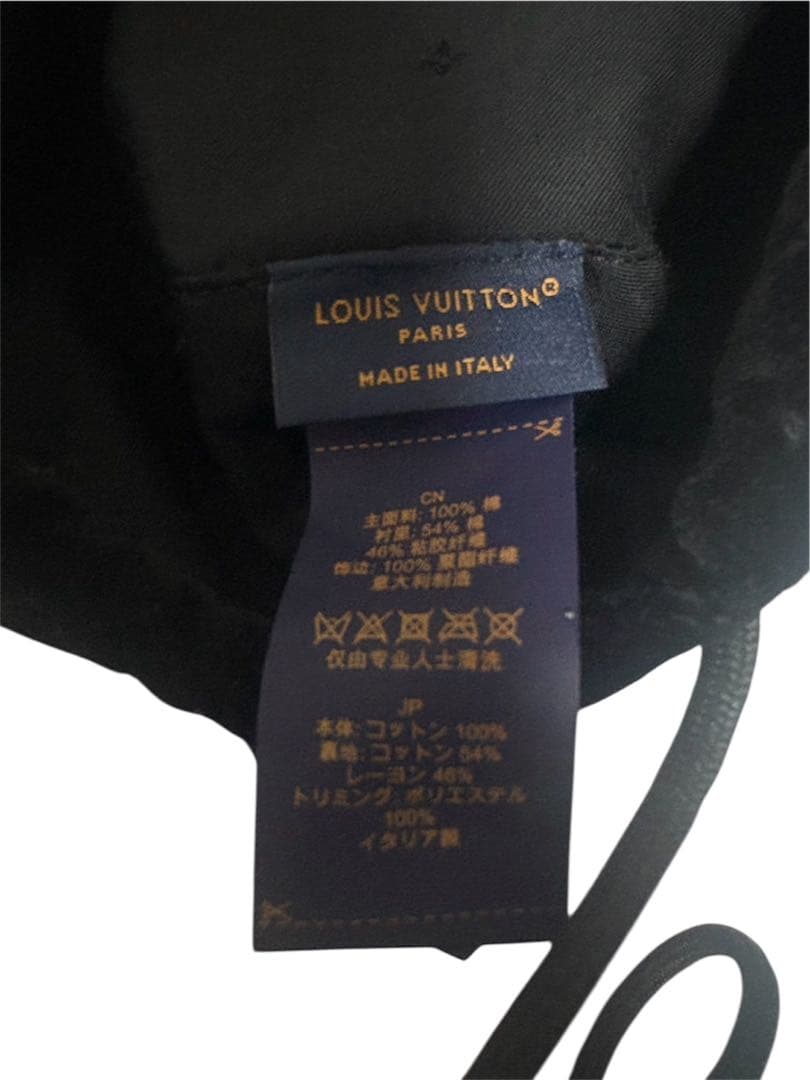 LOUIS VUITTON®
PARIS
MADE IN ITALY
CN
主面料: 100% 棉
衬里: 54% 棉
46% 粘胶纤维
饰边: 100% 聚酯纤维
意大利制造
仅由专业人士清洗
JP
本体: コットン 100%
裏地: コットン 54%
レーヨン 46%
トリミング: ポリエステル
100%
イタリア製